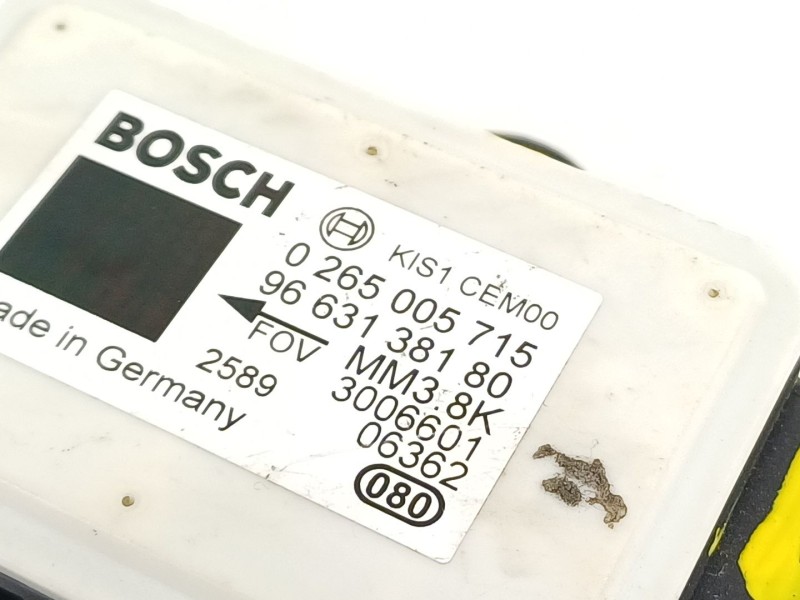 BOSCH
KIS1 CEM00
0 265 005 715
96 631 381 80
FOV MM3.8K
2589 3006601
06362
080
ade in Germany